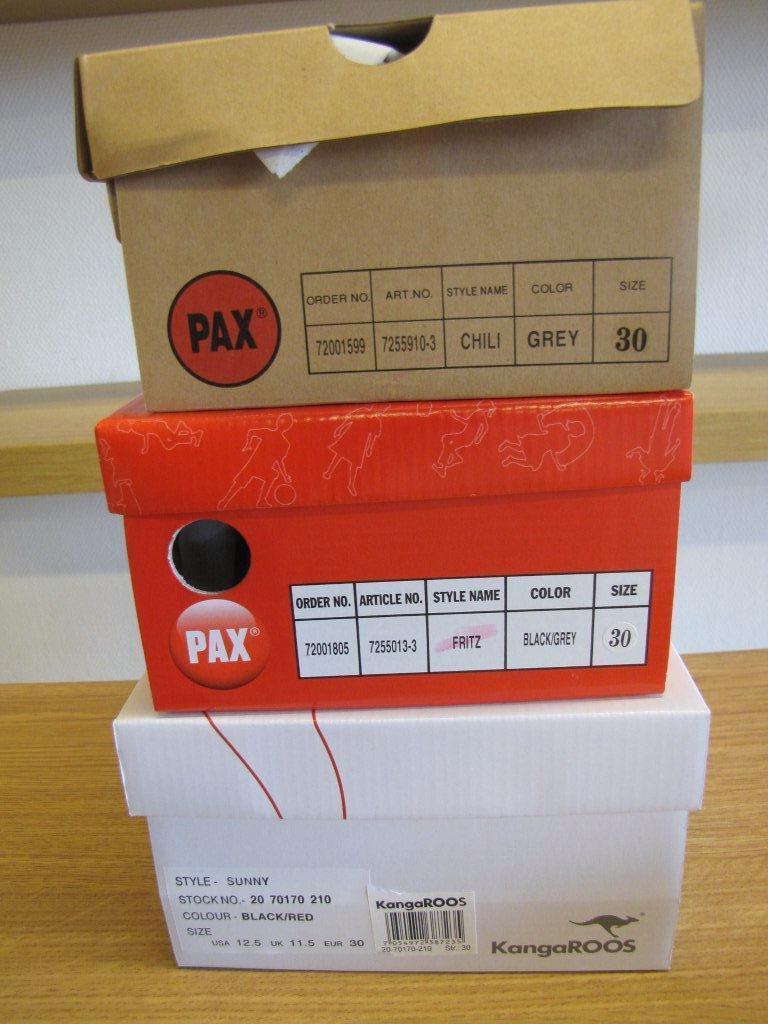 PAX®
ORDER NO. ART.NO. STYLE NAME COLOR SIZE
72001599 7255910-3 CHILI GREY 30
PAX®
ORDER NO. ARTICLE NO. STYLE NAME COLOR SIZE
72001805 7255013-3 FRITZ BLACK/GREY 30
STYLE - SUNNY
STOCK NO.- 20 70170 210
COLOUR - BLACK/RED
SIZE
USA 12.5 UK 11.5 EUR 30
KangaROOS
20-70170-210 Str.: 30
KangaROOS